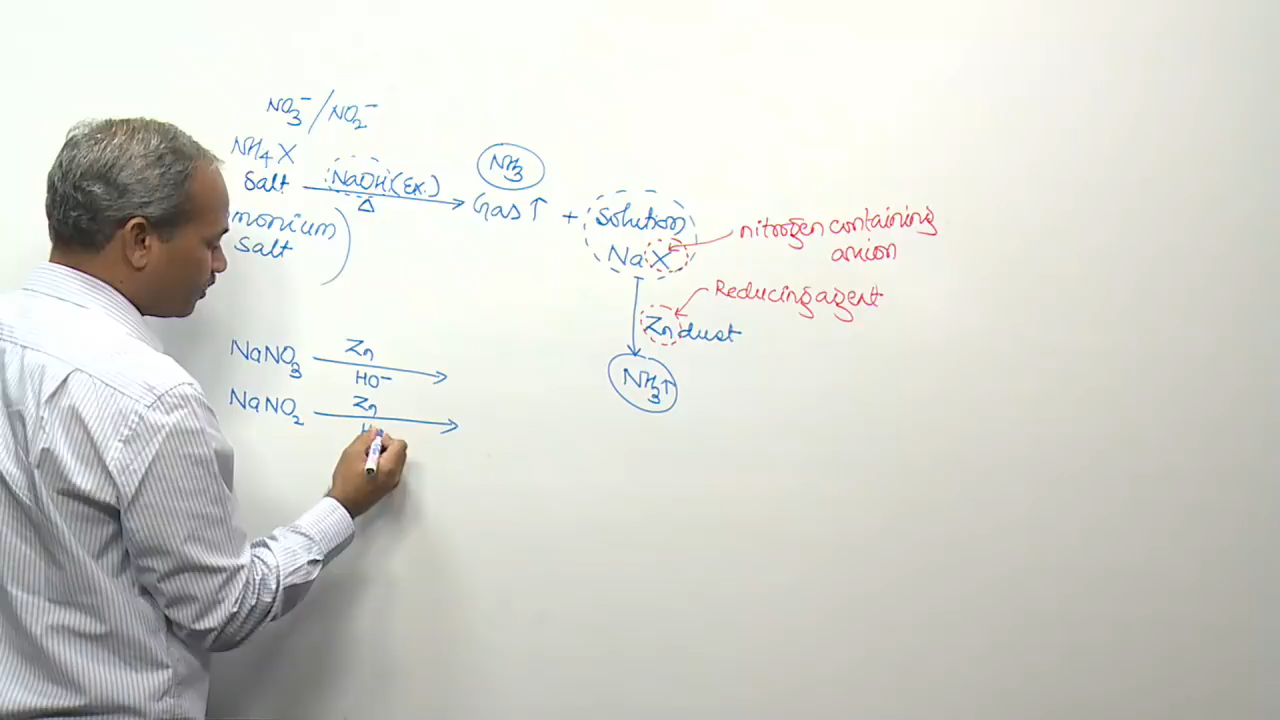 NO₃⁻/NO₂⁻
NH₄X
Salt
NaOH(Ex.)
Δ
NH₃
Gas↑ + Solution
NaX
monium
Salt)
nitrogen containing
anion
Reducing agent
Zn dust
NH₃↑
NaNO₃ Zn
HO⁻
NaNO₂ Zn
H